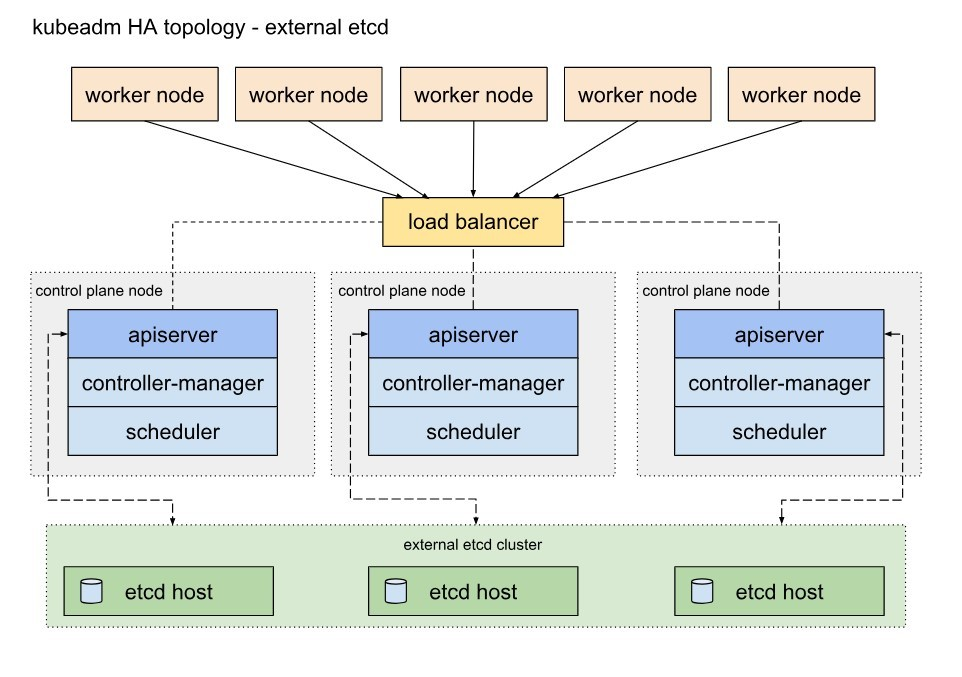 kubeadm HA topology - external etcd
worker node
worker node
worker node
worker node
worker node
load balancer
control plane node
control plane node
control plane node
apiserver
apiserver
apiserver
controller-manager
controller-manager
controller-manager
scheduler
scheduler
scheduler
external etcd cluster
etcd host
etcd host
etcd host